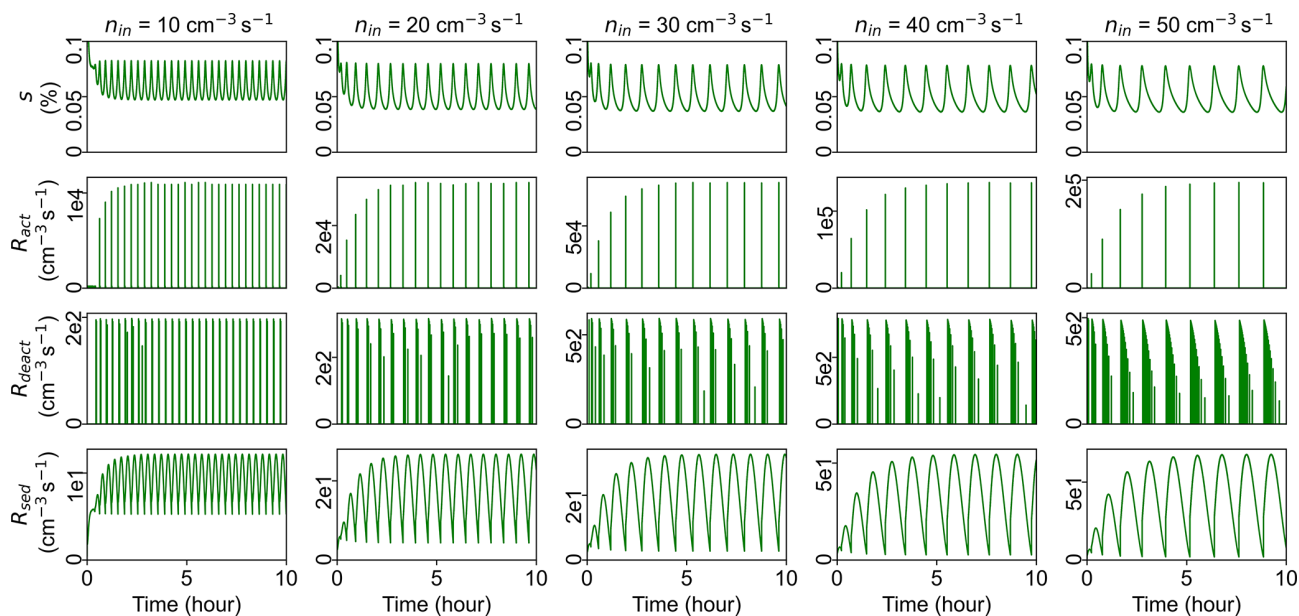 n_in = 10 cm⁻³ s⁻¹
n_in = 20 cm⁻³ s⁻¹
n_in = 30 cm⁻³ s⁻¹
n_in = 40 cm⁻³ s⁻¹
n_in = 50 cm⁻³ s⁻¹
s
(%)
0.1
0.05
0
0.1
0.05
0
0.1
0.05
0
0.1
0.05
0
0.1
0.05
0
R_act
(cm⁻³ s⁻¹)
1e4
0
2e4
0
5e4
0
1e5
0
2e5
0
R_deact
(cm⁻³ s⁻¹)
2e2
0
2e2
0
5e2
0
5e2
0
5e2
0
R_sed
(cm⁻³ s⁻¹)
1e1
0
2e1
0
2e1
0
5e1
0
5e1
0
0 5 10
0 5 10
0 5 10
0 5 10
0 5 10
Time (hour)
Time (hour)
Time (hour)
Time (hour)
Time (hour)